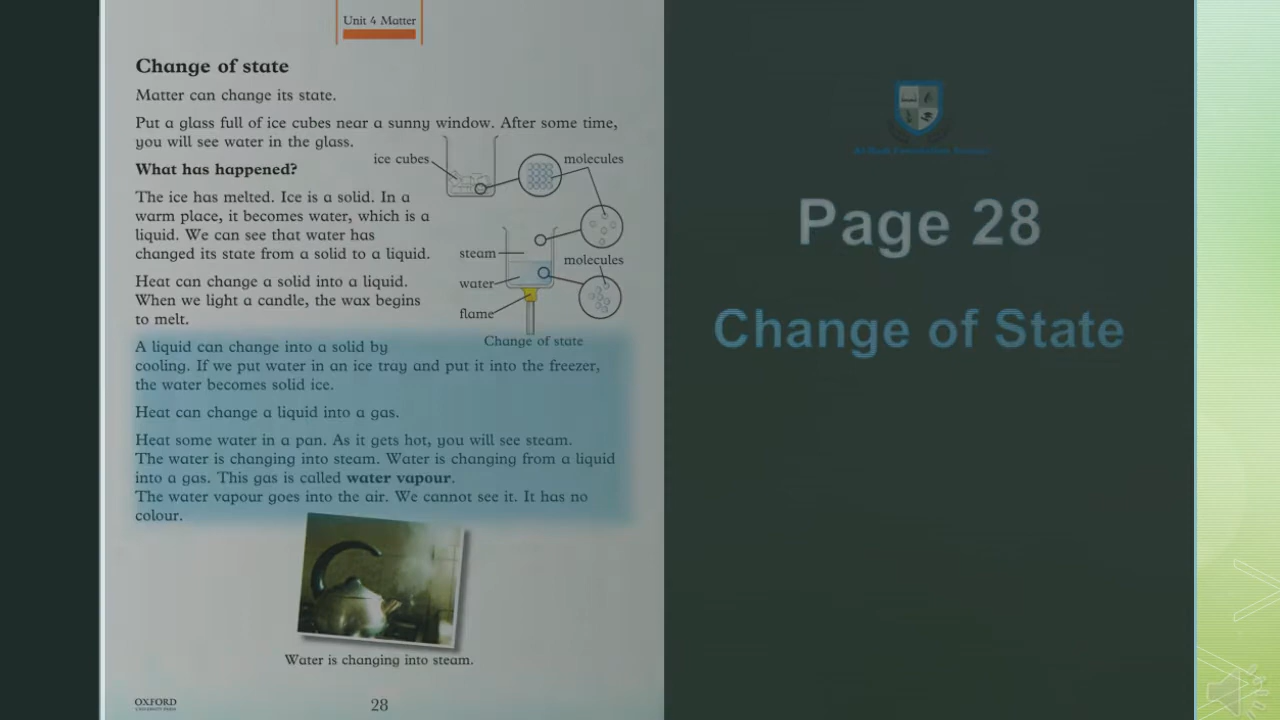 Unit 4 Matter
Change of state
Matter can change its state.
Put a glass full of ice cubes near a sunny window. After some time,
you will see water in the glass.
What has happened?
The ice has melted. Ice is a solid. In a
warm place, it becomes water, which is a
liquid. We can see that water has
changed its state from a solid to a liquid.
Heat can change a solid into a liquid.
When we light a candle, the wax begins
to melt.
ice cubes
molecules
steam
molecules
water
flame
Change of state
A liquid can change into a solid by
cooling. If we put water in an ice tray and put it into the freezer,
the water becomes solid ice.
Heat can change a liquid into a gas.
Heat some water in a pan. As it gets hot, you will see steam.
The water is changing into steam. Water is changing from a liquid
into a gas. This gas is called water vapour.
The water vapour goes into the air. We cannot see it. It has no
colour.
Water is changing into steam.
OXFORD
UNIVERSITY PRESS
28
Page 28
Change of State